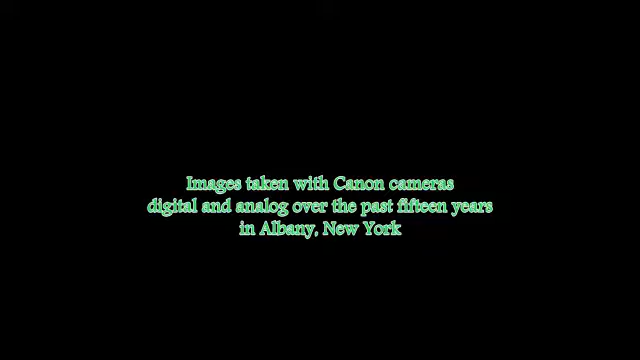 Images taken with Canon cameras
digital and analog over the past fifteen years
in Albany, New York